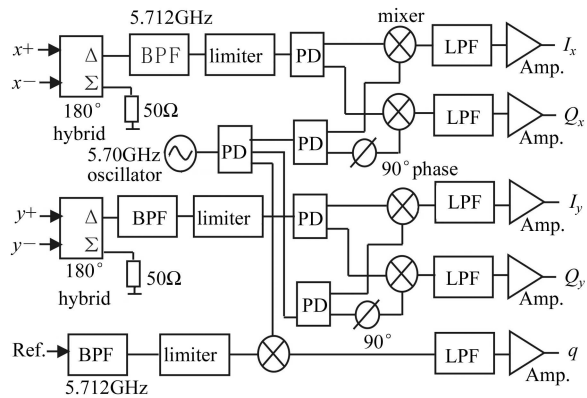 5.712GHz
mixer
x+
Δ
BPF
limiter
PD
LPF
I_x
x−
Σ
Amp.
180°
hybrid
50Ω
LPF
Q_x
Amp.
5.70GHz
oscillator
PD
PD
90° phase
y+
Δ
BPF
limiter
PD
LPF
I_y
y−
Σ
Amp.
180°
hybrid
50Ω
LPF
Q_y
PD
Amp.
90°
Ref.
BPF
limiter
LPF
q
5.712GHz
Amp.